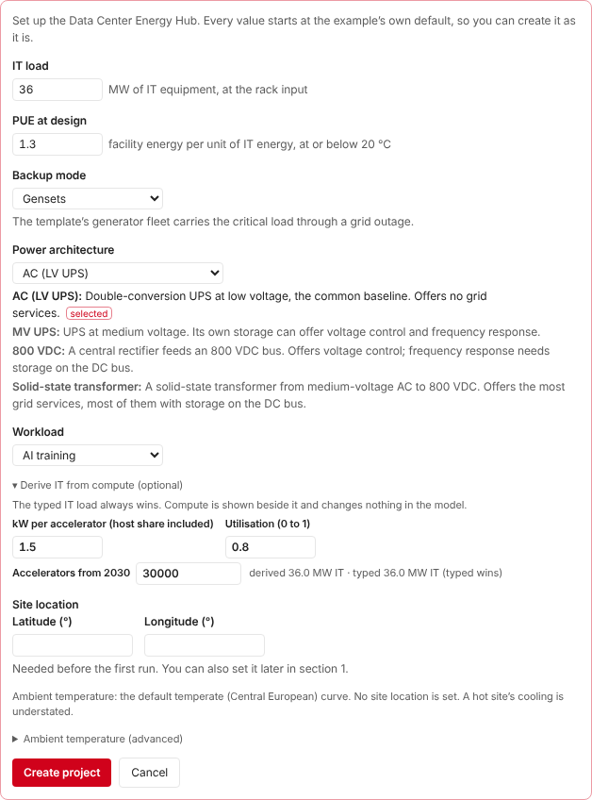 Set up the Data Center Energy Hub. Every value starts at the example's own default, so you can create it as
it is.
IT load
36 MW of IT equipment, at the rack input
PUE at design
1.3 facility energy per unit of IT energy, at or below 20 °C
Backup mode
Gensets
The template's generator fleet carries the critical load through a grid outage.
Power architecture
AC (LV UPS)
AC (LV UPS): Double-conversion UPS at low voltage, the common baseline. Offers no grid
services. selected
MV UPS: UPS at medium voltage. Its own storage can offer voltage control and frequency response.
800 VDC: A central rectifier feeds an 800 VDC bus. Offers voltage control; frequency response needs
storage on the DC bus.
Solid-state transformer: A solid-state transformer from medium-voltage AC to 800 VDC. Offers the most
grid services, most of them with storage on the DC bus.
Workload
AI training
▾ Derive IT from compute (optional)
The typed IT load always wins. Compute is shown beside it and changes nothing in the model.
kW per accelerator (host share included) Utilisation (0 to 1)
1.5 0.8
Accelerators from 2030 30000 derived 36.0 MW IT · typed 36.0 MW IT (typed wins)
Site location
Latitude (°) Longitude (°)
Needed before the first run. You can also set it later in section 1.
Ambient temperature: the default temperate (Central European) curve. No site location is set. A hot site's cooling is
understated.
▸ Ambient temperature (advanced)
Create project Cancel